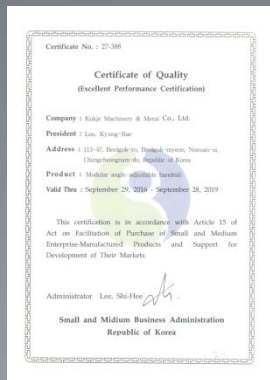 Certificate No. : 27-388
Certificate of Quality
(Excellent Performance Certification)
Company : Kukje Machinery & Metal Co., Ltd.
President : Lee, Kyung-Hae
Address : 113-47, Beolgok-ro, Beolgok-myeon, Nonsan-si,
Chungcheongnam-do, Republic of Korea
Product : Modular angle-adjustable handrail
Valid Thru : September 29, 2016 - September 28, 2019
This certification is in accordance with Article 15 of
Act on Facilitation of Purchase of Small and Medium
Enterprise-Manufactured Products and Support for
Development of Their Markets
Administrator Lee, Shi-Hee
Small and Midium Business Administration
Republic of Korea